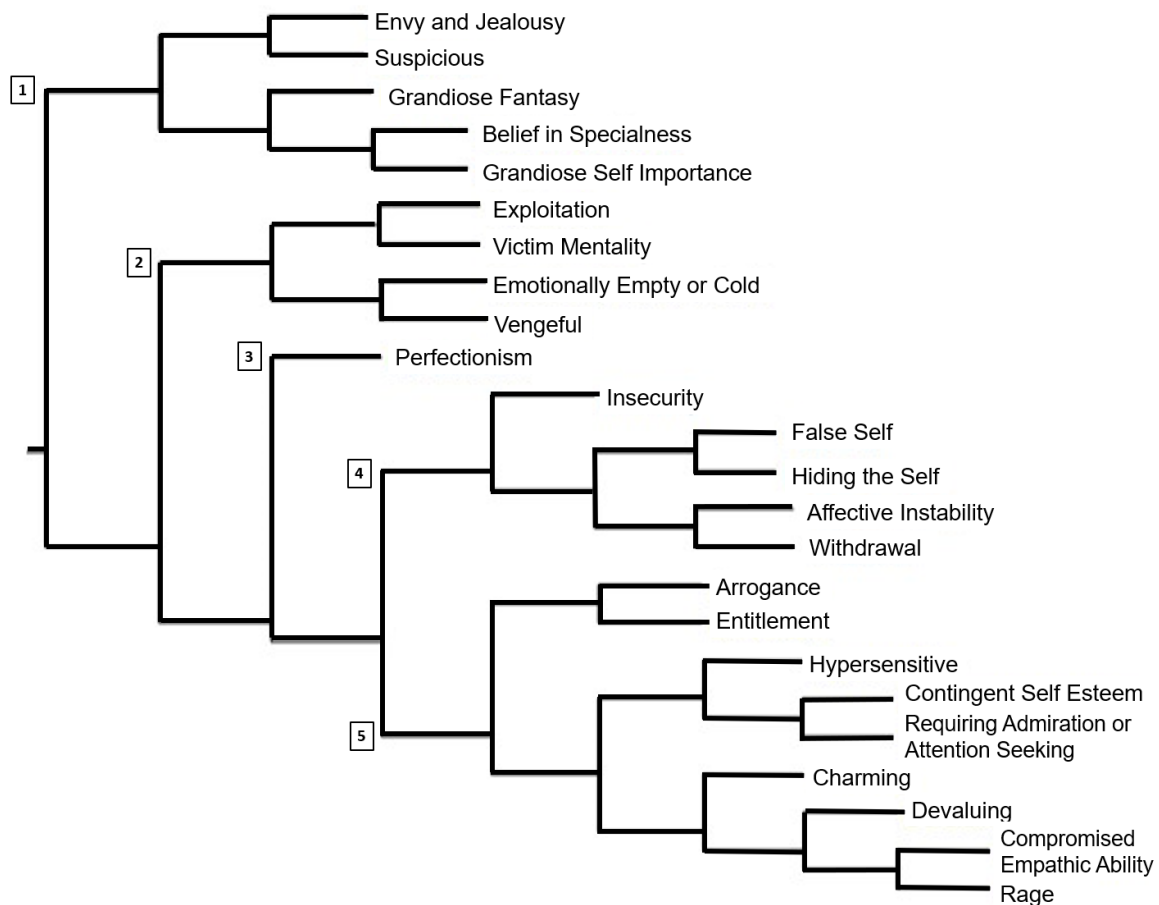 Envy and Jealousy
Suspicious
1
Grandiose Fantasy
Belief in Specialness
Grandiose Self Importance
Exploitation
Victim Mentality
2
Emotionally Empty or Cold
Vengeful
3
Perfectionism
Insecurity
False Self
4
Hiding the Self
Affective Instability
Withdrawal
Arrogance
Entitlement
Hypersensitive
Contingent Self Esteem
Requiring Admiration or
Attention Seeking
5
Charming
Devaluing
Compromised
Empathic Ability
Rage